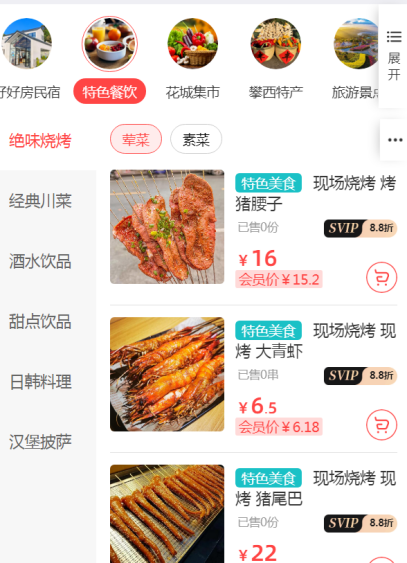 好好房民宿
特色餐饮
花城集市
攀西特产
旅游景点
展
开
绝味烧烤
荤菜
素菜
经典川菜
酒水饮品
甜点饮品
日韩料理
汉堡披萨
特色美食 现场烧烤 烤
猪腰子
已售0份
SVIP 8.8折
¥16
会员价¥15.2
特色美食 现场烧烤 现
烤 大青虾
已售0串
SVIP 8.8折
¥6.5
会员价¥6.18
特色美食 现场烧烤 现
烤 猪尾巴
已售0份
SVIP 8.8折
¥22